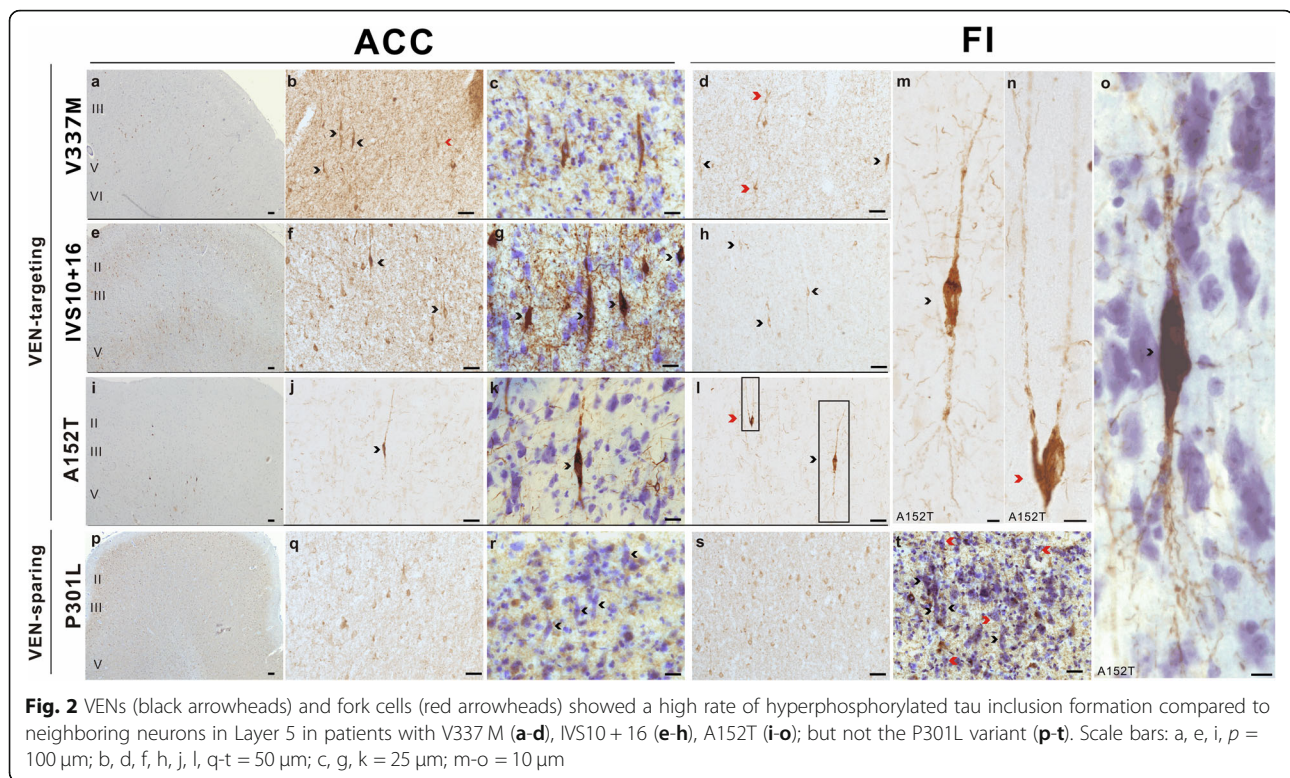 ACC FI
VEN-targeting
VEN-sparing
V337M
IVS10+16
A152T
P301L
a b c d m n o
III
V
VI
e f g h
II
III
V
i j k l
II
III
V
A152T A152T
p q r s t
II
III
V
A152T
Fig. 2 VENs (black arrowheads) and fork cells (red arrowheads) showed a high rate of hyperphosphorylated tau inclusion formation compared to
neighboring neurons in Layer 5 in patients with V337 M (a-d), IVS10 + 16 (e-h), A152T (i-o); but not the P301L variant (p-t). Scale bars: a, e, i, p =
100 μm; b, d, f, h, j, l, q-t = 50 μm; c, g, k = 25 μm; m-o = 10 μm